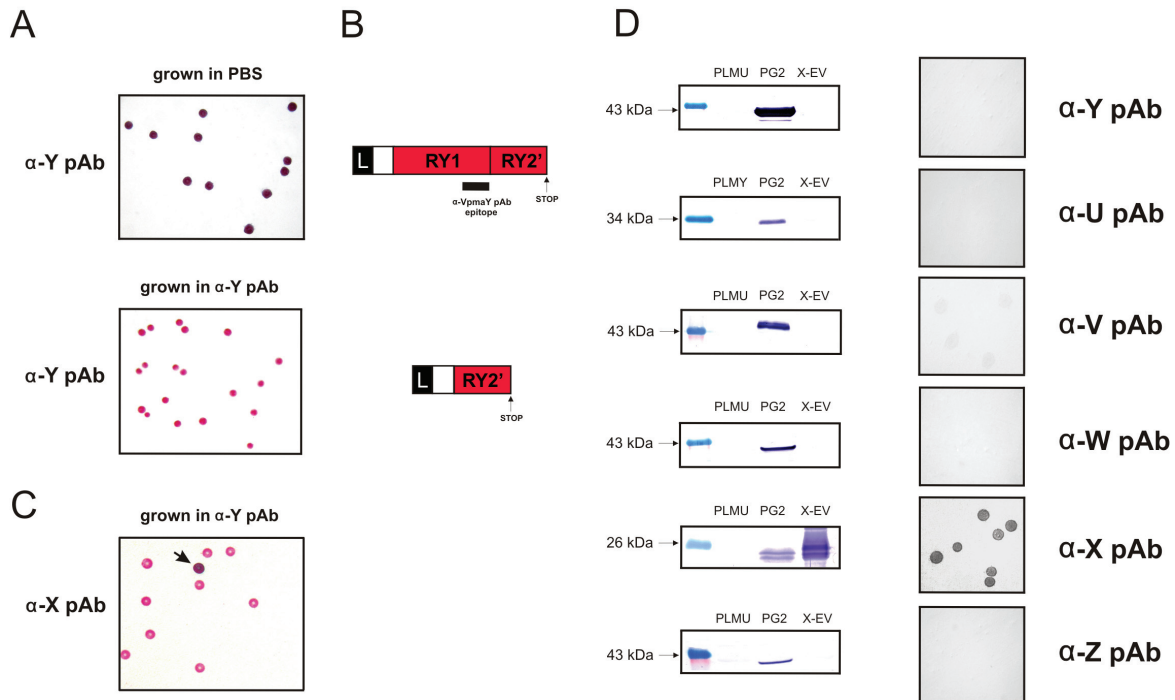 A
grown in PBS
α-Y pAb
grown in α-Y pAb
α-Y pAb
B
L RY1 RY2'
α-VpmaY pAb
epitope
STOP
L RY2'
STOP
C
grown in α-Y pAb
α-X pAb
D
PLMU PG2 X-EV
43 kDa
α-Y pAb
PLMY PG2 X-EV
34 kDa
α-U pAb
PLMU PG2 X-EV
43 kDa
α-V pAb
PLMU PG2 X-EV
43 kDa
α-W pAb
PLMU PG2 X-EV
26 kDa
α-X pAb
PLMU PG2 X-EV
43 kDa
α-Z pAb